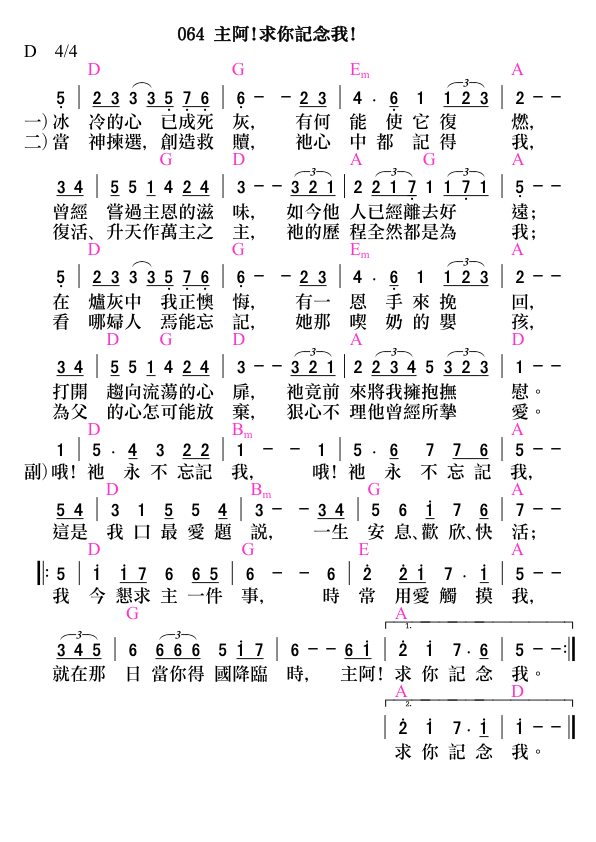 064 主阿!求你記念我!
D 4/4
D G Em A
5 | 2 3 3 3 5 7 6 | 6 - - 2 3 | 4 . 6 1 1 2 3 | 2 - -
一)冰 冷的心 已成死 灰, 有何 能 使它復 燃,
二)當 神揀選, 創造救 贖, 祂心 中都記得 我,
G D A G A
3 4 | 5 5 1 4 2 4 | 3 - - 3 2 1 | 2 2 1 7 1 7 1 | 5 - -
曾經 嘗過主恩的滋 味, 如今他 人已經離去好 遠;
復活、升天作萬主之 主, 祂的歷 程全然都是為 我;
D G Em A
5 | 2 3 3 3 5 7 6 | 6 - - 2 3 | 4 . 6 1 1 2 3 | 2 - -
在 爐灰中 我正懊 悔, 有一 恩 手來挽 回,
看 哪婦人 焉能忘 記, 她那 喫 奶的嬰 孩,
D G D A D
3 4 | 5 5 1 4 2 4 | 3 - - 3 2 1 | 2 2 3 4 5 3 2 3 | 1 - -
打開 趨向流蕩的心 扉, 祂竟前 來將我擁抱撫 慰。
為父 的心怎可能放 棄, 狠心不 理他曾經所摯 愛。
D Bm A
1 | 5 . 4 3 2 2 | 1 - - 1 | 5 . 6 7 7 6 | 5 - -
副)哦! 祂 永 不 忘記 我, 哦! 祂 永 不 忘 記 我,
D Bm G A
5 4 | 3 1 5 5 4 | 3 - - 3 4 | 5 6 i 7 6 | 7 - -
這是 我 口 最 愛 題 說, 一生 安 息、歡 欣、快 活;
D G E A
‖: 5 | i i 7 6 6 5 | 6 - - 6 | 2 2 i 7 . i | 5 - -
我 今 懇求 主 一件 事, 時 常 用愛 觸 摸 我,
G A
1.
3 4 5 | 6 6 6 6 5 i 7 | 6 - - 6 i | 2 i 7 . 6 | 5 - - :‖
就在那 日 當你得 國降臨 時, 主阿! 求 你 記 念 我。
A D
2.
| 2 i 7 . i | i - - ‖
求 你 記 念 我。